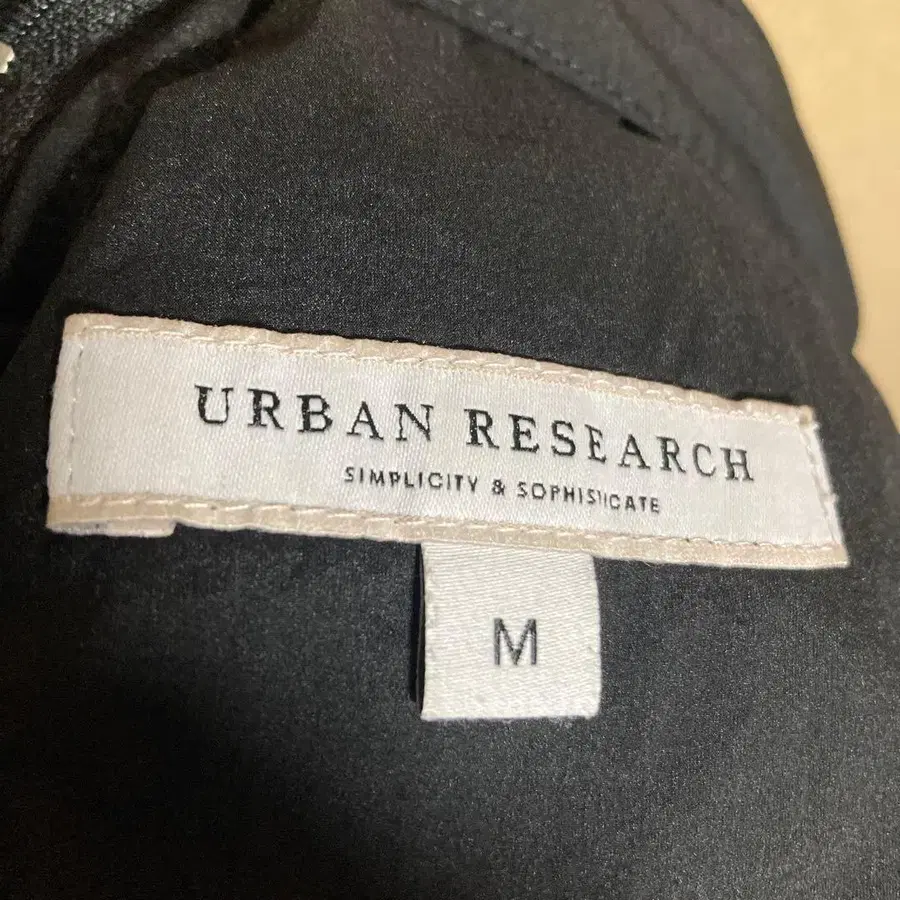 URBAN RESEARCH
SIMPLICITY & SOPHISTICATE
M